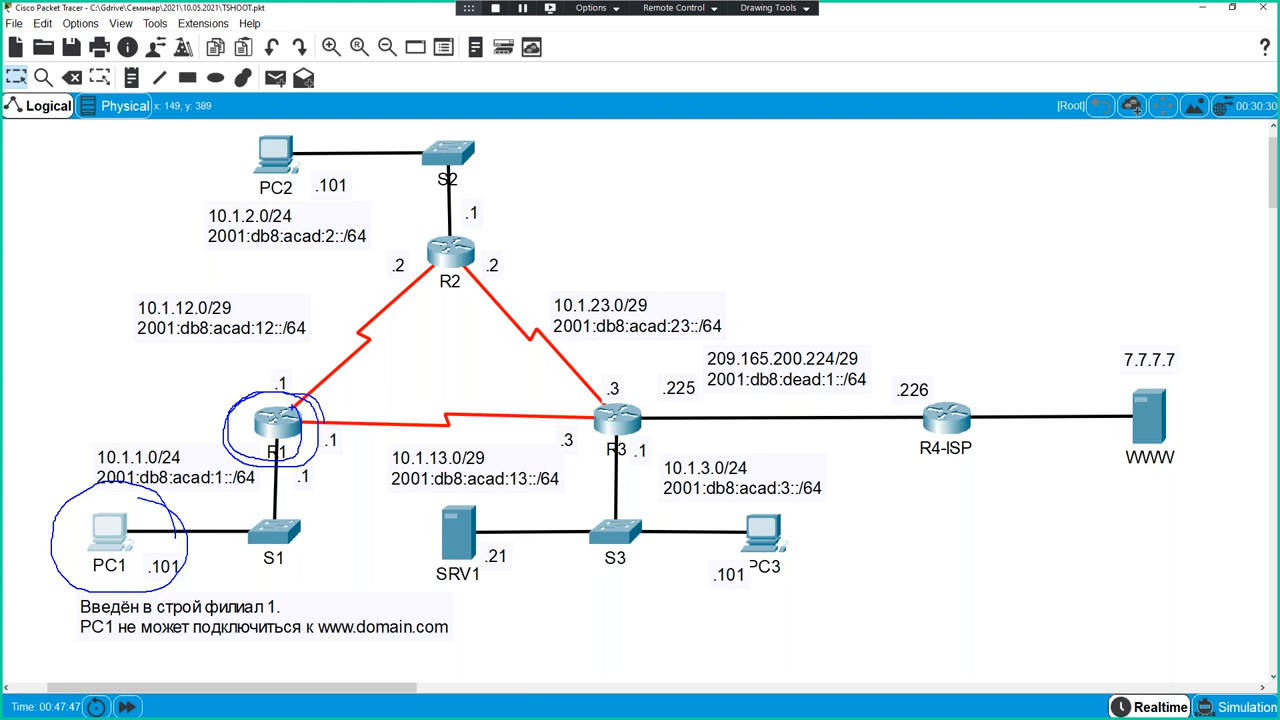 Cisco Packet Tracer - C:\Gdrive\Семинар\2021\10.05.2021\TSHOOT.pkt
Options
Remote Control
Drawing Tools
File Edit Options View Tools Extensions Help
?
Logical
Physical
x: 149, y: 389
[Root]
00:30:30
PC2
.101
S2
10.1.2.0/24
2001:db8:acad:2::/64
.1
.2
.2
R2
10.1.12.0/29
2001:db8:acad:12::/64
10.1.23.0/29
2001:db8:acad:23::/64
209.165.200.224/29
2001:db8:dead:1::/64
7.7.7.7
.1
.3
.225
.226
R1
.1
.3
R3
.1
R4-ISP
WWW
10.1.1.0/24
2001:db8:acad:1::/64
.1
10.1.13.0/29
2001:db8:acad:13::/64
10.1.3.0/24
2001:db8:acad:3::/64
PC1
.101
S1
.21
SRV1
S3
.101
PC3
Введён в строй филиал 1.
PC1 не может подключиться к www.domain.com
Time: 00:47:47
Realtime
Simulation